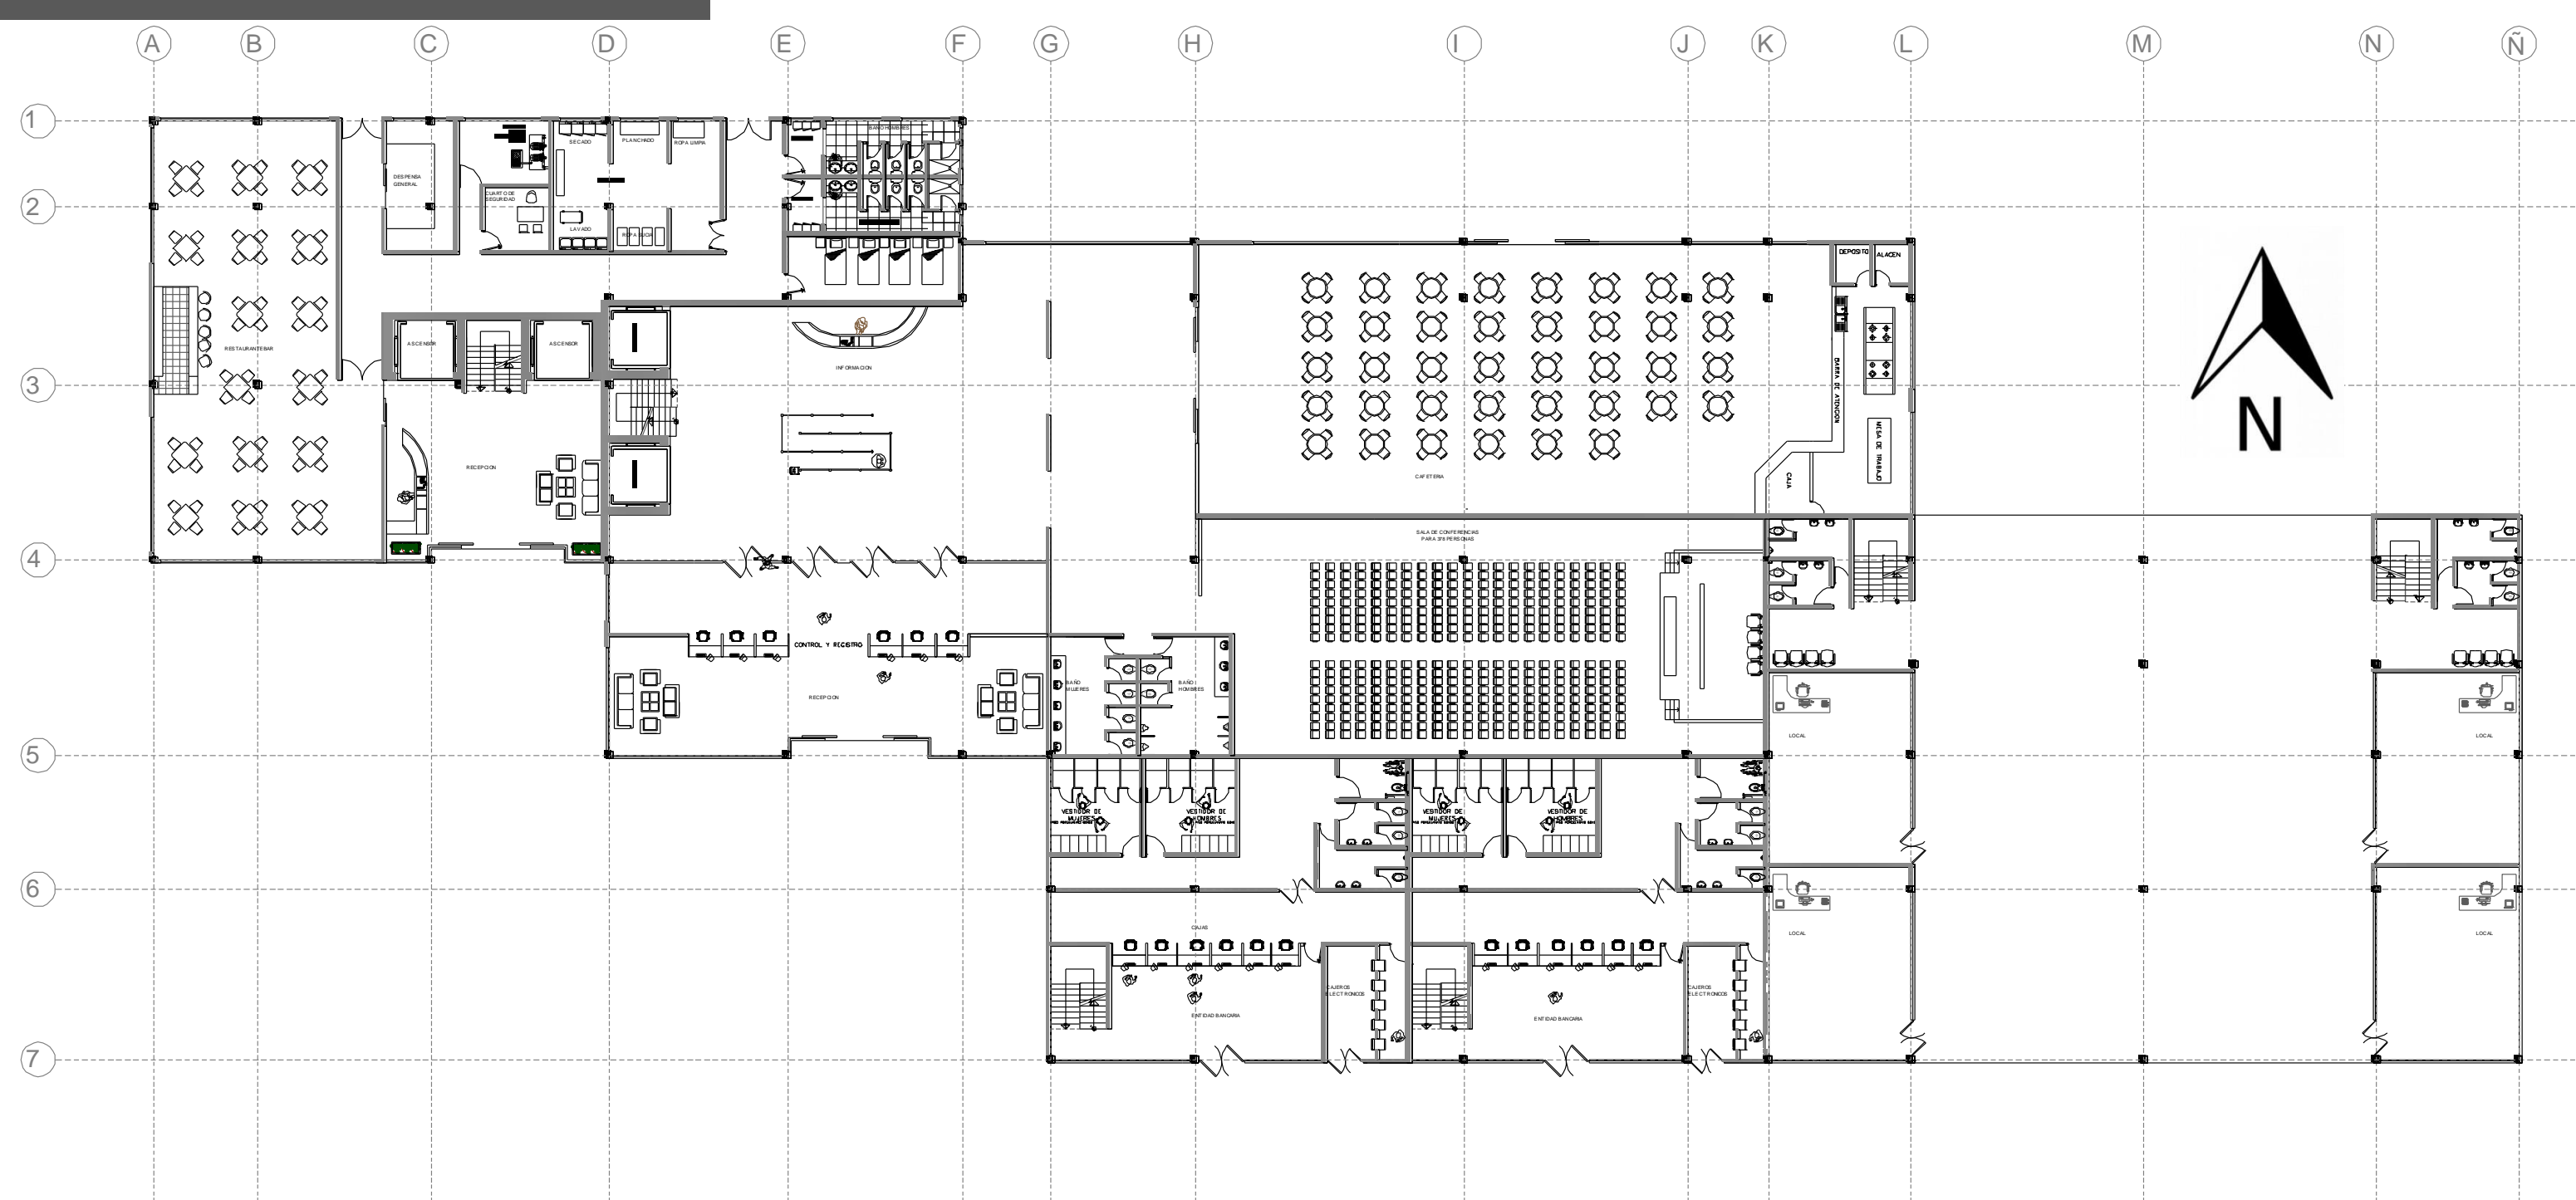 A B C D E F G H I J K L M N Ñ
1
BAÑO HOMBRES
SECADO
PLANCHADO
ROPA LIMPIA
DESPENSA
GENERAL
CUARTO DE
SEGURIDAD
2
LAVADO
ROPA SUCIA
DEPOSITO
ALACEN
ASCENSOR
ASCENSOR
RESTAURANTE BAR
INFORMACION
BARRA DE ATENCION
3
N
MESA DE TRABAJO
RECEPCION
CAFETERIA
CAJA
SALA DE CONFERENCIAS
PARA 378 PERSONAS
4
CONTROL Y REGISTRO
BAÑO
MUJERES
BAÑO
HOMBRES
RECEPCION
LOCAL
LOCAL
5
VESTIDOR DE
MUJERES
VESTIDOR DE
HOMBRES
VESTIDOR DE
MUJERES
VESTIDOR DE
HOMBRES
6
CAJAS
LOCAL
LOCAL
CAJEROS
ELECTRONICOS
CAJEROS
ELECTRONICOS
ENTIDAD BANCARIA
ENTIDAD BANCARIA
7